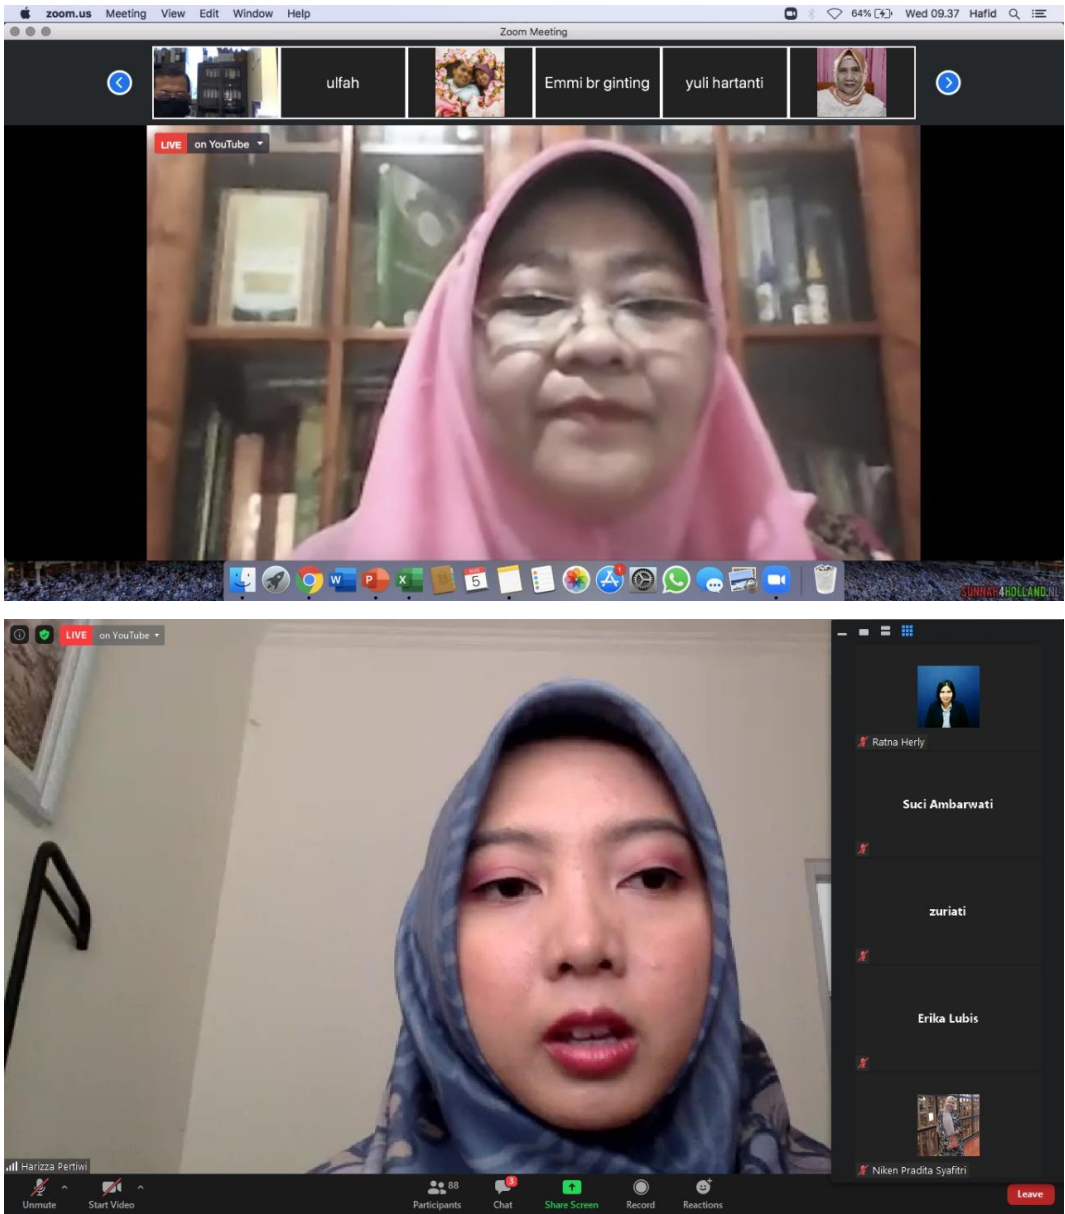 zoom.us Meeting View Edit Window Help 64% Wed 09.37 Hafid
Zoom Meeting
ulfah Emmi br ginting yuli hartanti
LIVE on YouTube
W P X AUG 5 1
SUNNAH4HOLLAND.NL
LIVE on YouTube
Ratna Herly
Suci Ambarwati
zuriati
Erika Lubis
Harizza Pertiwi
Niken Pradita Syafitri
88 3
Unmute Start Video Participants Chat Share Screen Record Reactions Leave